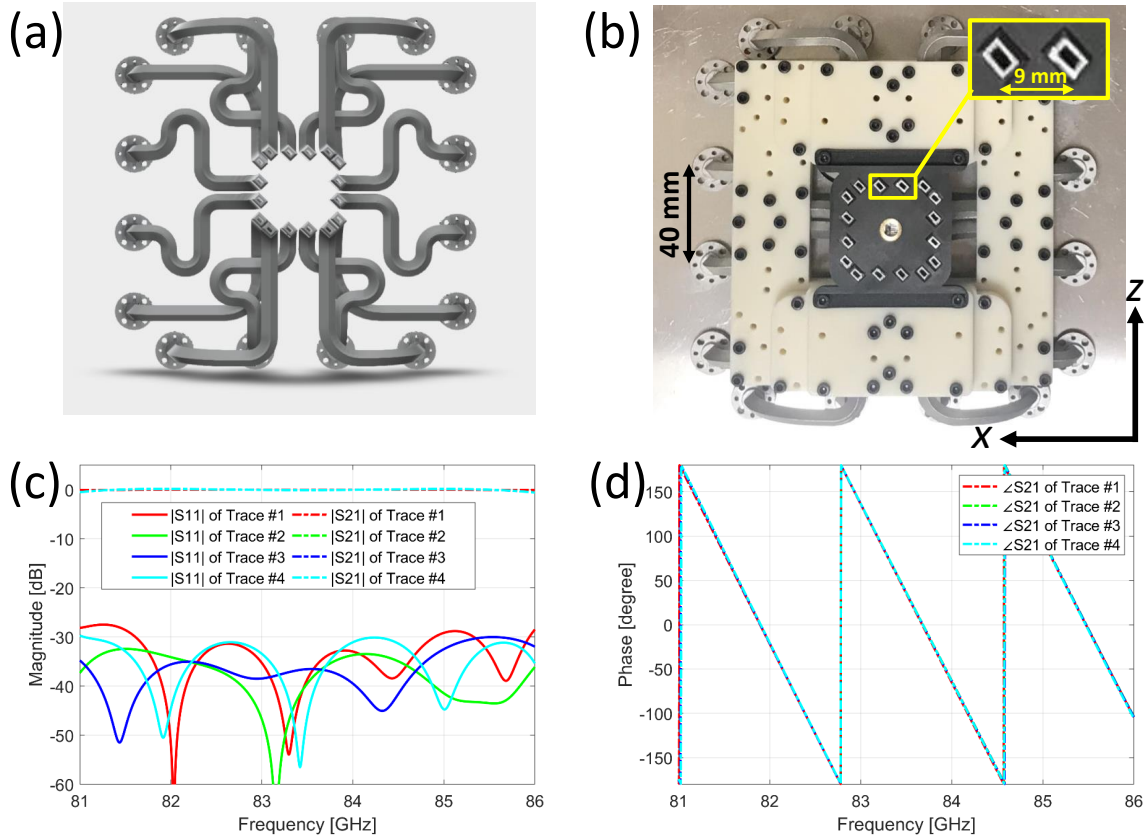 (a)
(b)
9 mm
40 mm
z
x
(c)
0
-10
-20
-30
-40
-50
-60
Magnitude [dB]
|S11| of Trace #1
|S11| of Trace #2
|S11| of Trace #3
|S11| of Trace #4
|S21| of Trace #1
|S21| of Trace #2
|S21| of Trace #3
|S21| of Trace #4
81 82 83 84 85 86
Frequency [GHz]
(d)
150
100
50
0
-50
-100
-150
Phase [degree]
∠S21 of Trace #1
∠S21 of Trace #2
∠S21 of Trace #3
∠S21 of Trace #4
81 82 83 84 85 86
Frequency [GHz]